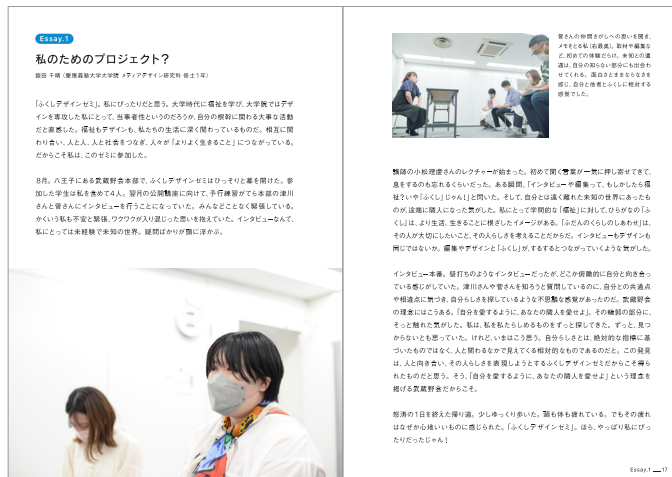 Essay.1
私のためのプロジェクト?
飯田 千晴(慶應義塾大学大学院 メディアデザイン研究科 修士1年)
「ふくしデザインゼミ」。私にぴったりだと思う。大学時代に福祉を学び、大学院ではデザ
インを専攻した私にとって、当事者性というのだろうか、自分の根幹に関わる大事な活動
だと直感した。福祉もデザインも、私たちの生活に深く関わっているものだ。相互に関
わり合い、人と人、人と社会をつなぎ、人々が「よりよく生きること」につながっている。
だからこそ私は、このゼミに参加した。
8月。八王子にある武蔵野会本部で、ふくしデザインゼミはひっそりと幕を開けた。参
加した学生は私を含めて4人。翌月の公開講座に向けて、予行練習がてら本部の津川
さんと菅さんにインタビューを行うことになっていた。みんなどことなく緊張している。
かくいう私も不安と緊張、ワクワクが入り混じった思いを抱えていた。インタビューなんて、
私にとっては未経験で未知の世界。疑問ばかりが頭に浮かぶ。
菅さんの仲間さがしへの思いを聞き、
メモをとる私(右最奥)。取材や編集な
ど、初めての体験だらけ。未知との遭
遇は、自分の知らない部分にも出会わ
せてくれる。面白さとままならなさを
感じ、自分と他者とふくしに相対する
感覚でした。
講師の小松理虔さんのレクチャーが始まった。初めて聞く言葉が一気に押し寄せてきて、
息をするのも忘れるくらいだった。ある瞬間、「インタビューや編集って、もしかしたら福
祉?いや『ふくし』じゃん」と閃いた。そして、自分とは遠く離れた未知の世界にあったも
のが、途端に隣人になった気がした。私にとって学問的な「福祉」に対して、ひらがなの「ふ
くし」は、より生活、生きることに根ざしたイメージがある。「ふだんのくらしのしあわせ」は、
その人が大切にしたいこと、その人らしさを考えることだからだ。インタビューもデザインも
同じではないか。編集やデザインと「ふくし」が、するするとつながっていくような気がした。
インタビュー本番。壁打ちのようなインタビューだったが、どこか俯瞰的に自分と向き合っ
ている感じがしていた。津川さんや菅さんを知ろうと質問しているのに、自分との共通点
や相違点に気づき、自分らしさを探しているような不思議な感覚があったのだ。武蔵野会
の理念にはこうある。「自分を愛するように、あなたの隣人を愛せよ」。その輪郭の部分に、
そっと触れた気がした。私は、私を私たらしめるものをずっと探してきた。ずっと、見つ
からないとも思っていた。けれど、いまはこう思う。自分らしさとは、絶対的な指標に基
づいたものではなく、人と関わるなかで見えてくる相対的なものであるのだと。この発見
は、人と向き合い、その人らしさを表現しようとするふくしデザインゼミだからこそ得ら
れたものだと思う。そう、「自分を愛するように、あなたの隣人を愛せよ」という理念を
掲げる武蔵野会だからこそ。
怒涛の1日を終えた帰り道。少しゆっくり歩いた。頭も体も疲れている。でもその疲れ
はなぜか心地いいものに感じられた。「ふくしデザインゼミ」。ほら、やっぱり私にぴっ
たりだったじゃん!
Essay.1 17